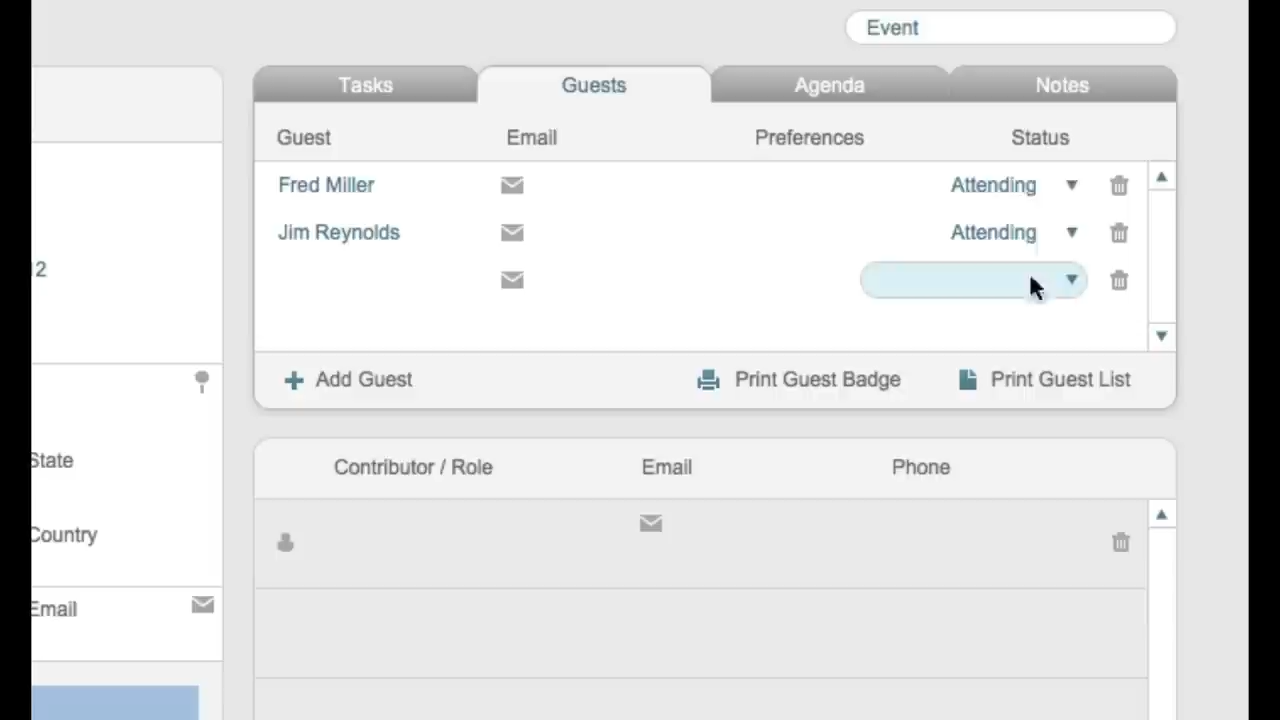 Event
Tasks Guests Agenda Notes
Guest Email Preferences Status
Fred Miller Attending
Jim Reynolds Attending
12
Add Guest Print Guest Badge Print Guest List
Contributor / Role Email Phone
State
Country
Email